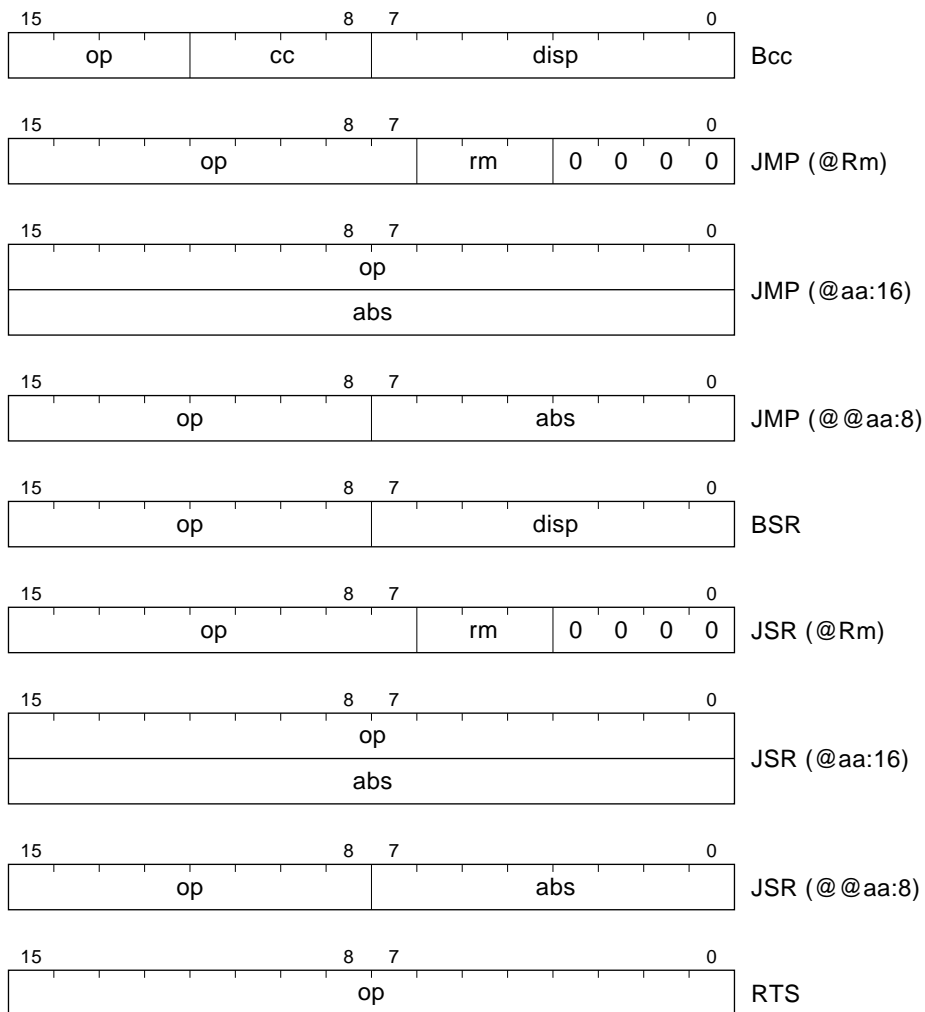 15 8 7 0
op cc disp Bcc
15 8 7 0
op rm 0 0 0 0 JMP (@Rm)
15 8 7 0
op
JMP (@aa:16)
abs
15 8 7 0
op abs JMP (@@aa:8)
15 8 7 0
op disp BSR
15 8 7 0
op rm 0 0 0 0 JSR (@Rm)
15 8 7 0
op
JSR (@aa:16)
abs
15 8 7 0
op abs JSR (@@aa:8)
15 8 7 0
op RTS